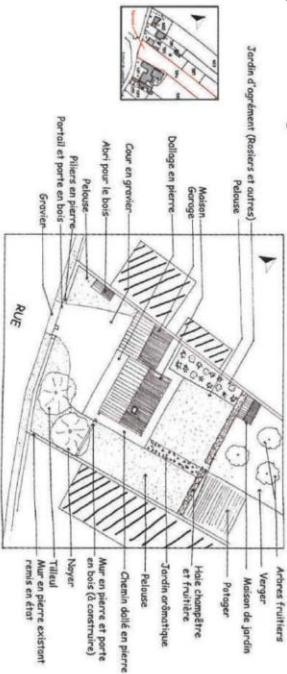 Jardin d'agrément (Rosiers et autres)
Pelouse
Maison
Garage
Dallage en pierre
Cour en gravier
Abri pour le bois
Pelouse
Piliers en pierre
Portail et porte en bois
Gravier
RUE
Arbres fruitiers
Verger
Maison de jardin
Potager
Haie champêtre
et fruitière
Jardin arômatique
Pelouse
Chemin dallé en pierre
Mur en pierre et porte
en bois (à construire)
Noyer
Tilleul
Mur en pierre existant
remis en état